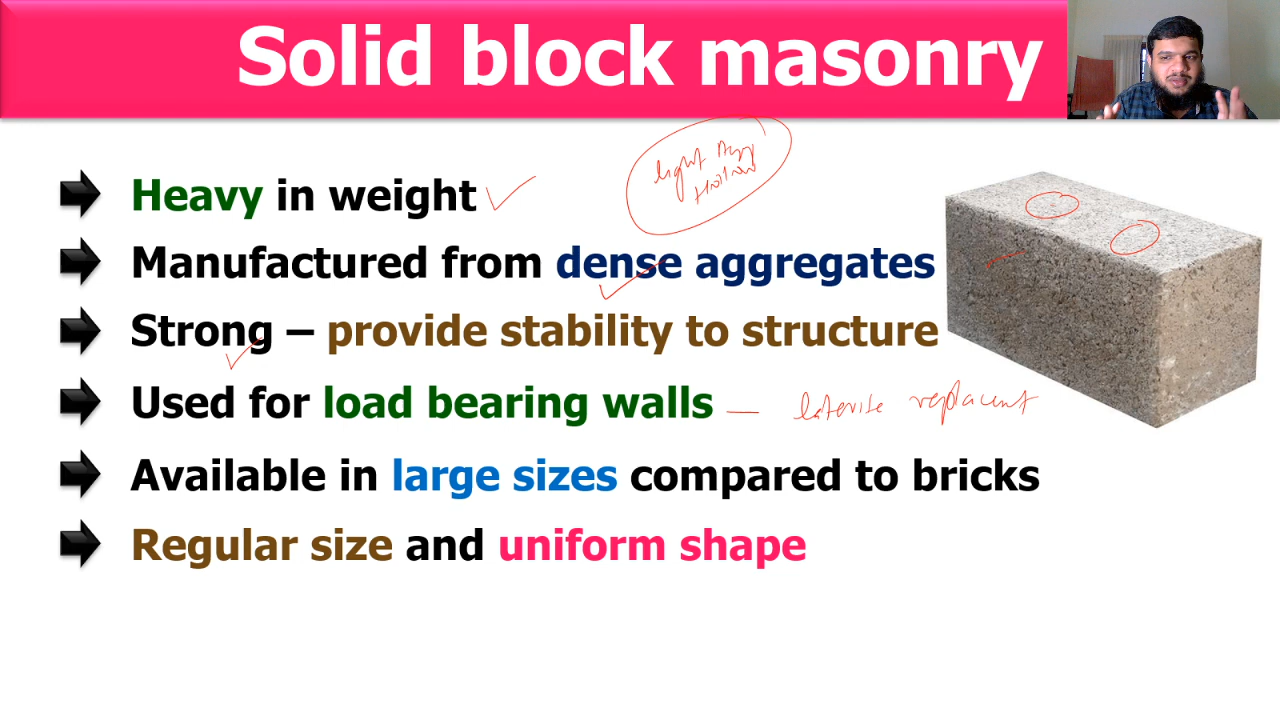 Solid block masonry
light Agg
Hollow
Heavy in weight
Manufactured from dense aggregates
Strong – provide stability to structure
Used for load bearing walls – laterite
Available in large sizes compared to bricks
Regular size and uniform shape